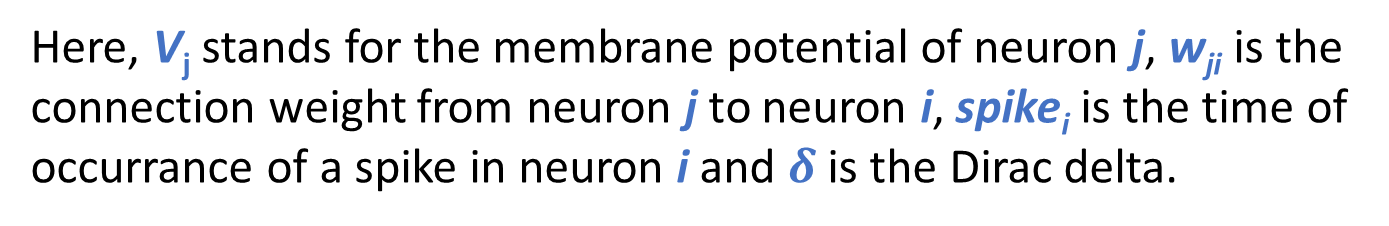 Here, Vj stands for the membrane potential of neuron j, wji is the
connection weight from neuron j to neuron i, spikei is the time of
occurrance of a spike in neuron i and δ is the Dirac delta.